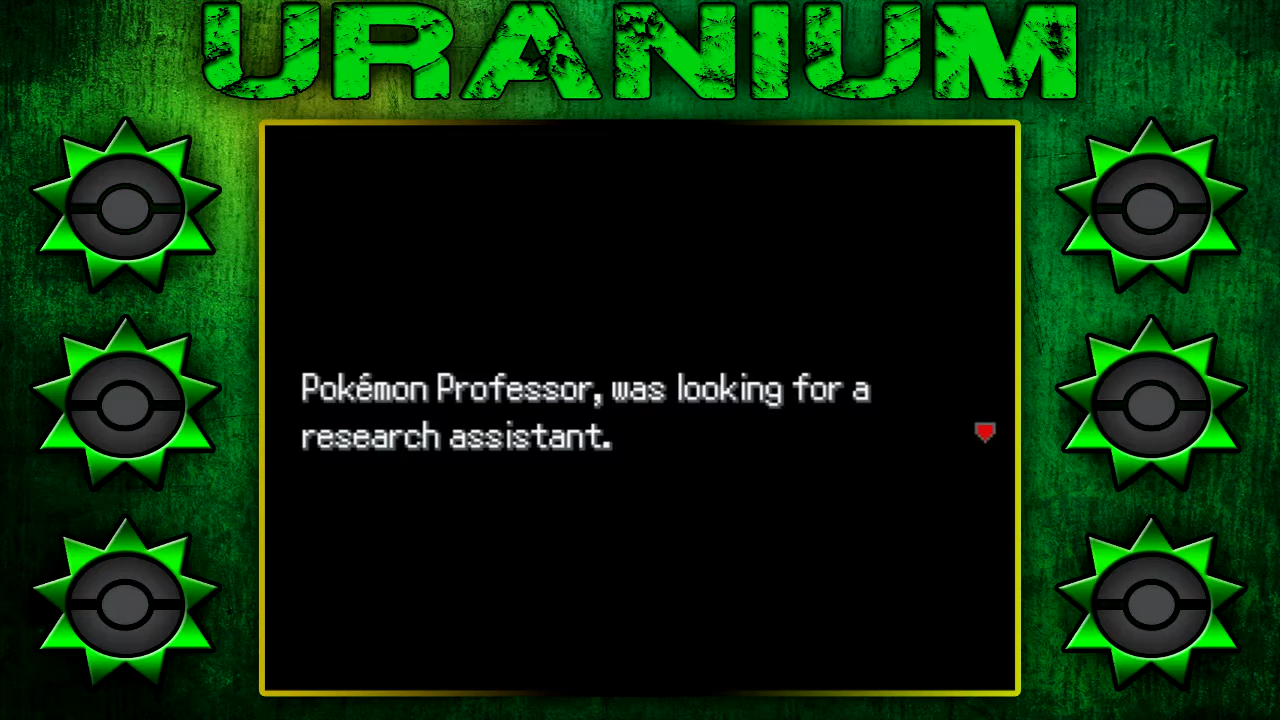 URANIUM
Pokémon Professor, was looking for a
research assistant.